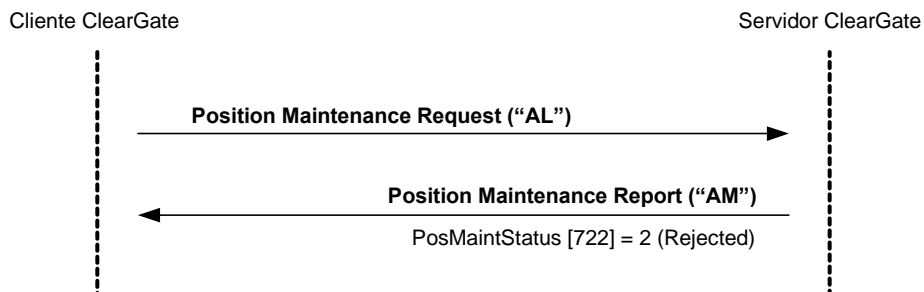 Cliente ClearGate
Servidor ClearGate
Position Maintenance Request (“AL”)
Position Maintenance Report (“AM”)
PosMaintStatus [722] = 2 (Rejected)